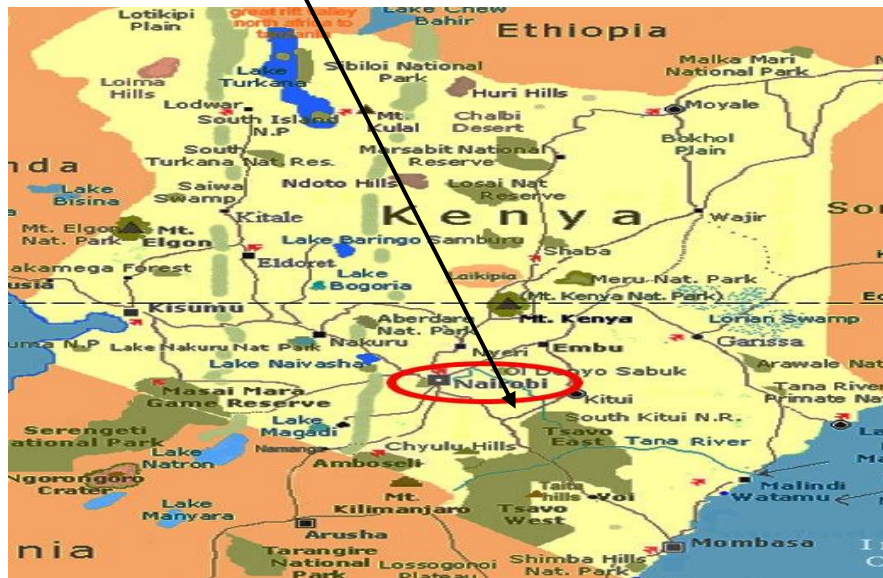 Lotikipi
Plain
great rift valley
north africa to
tanzania
Lake Chew
Bahir
Ethiopia
Loima
Hills
Lake
Turkana
Sibiloi National
Park
Malka Mari
National Park
Huri Hills
Lodwar
South Island
N.P
Mt.
Kulal
Chalbi
Desert
Moyale
Bokhol
Plain
nda
South
Turkana Nat. Res.
Marsabit National
Reserve
Lake
Bisina
Saiwa
Swamp
Ndoto Hills
Losai Nat
Reserve
Kenya
Wajir
Kitale
Mt. Elgon
Nat. Park
Mt.
Elgon
Lake Baringo
Samburu
Shaba
Eldoret
akamega Forest
Lake
Bogoria
Laikipia
Meru Nat. Park
(Mt. Kenya Nat. Park)
Kisumu
Aberdare
Nat. Park
Mt. Kenya
Lorian Swamp
Lake Nakuru Nat Park
Nakuru
Nyeri
Embu
Garissa
Lake Naivasha
Arawale Nat
Nairobi
Masai Mara
Game Reserve
Kitui
Tana River
Primate Nat
Serengeti
National Park
Lake
Magadi
South Kitui N.R.
Tsavo
East
Tana River
Namanga
Chyulu Hills
Lake
Natron
Amboseli
Ngorongoro
Crater
Mt.
Kilimanjaro
Taita
hills
Voi
Malindi
Watamu
Lake
Manyara
Tsavo
West
Arusha
Mombasa
nia
Tarangire
National
Park
Lossogonoi
Plateau
Shimba Hills
Nat. Park